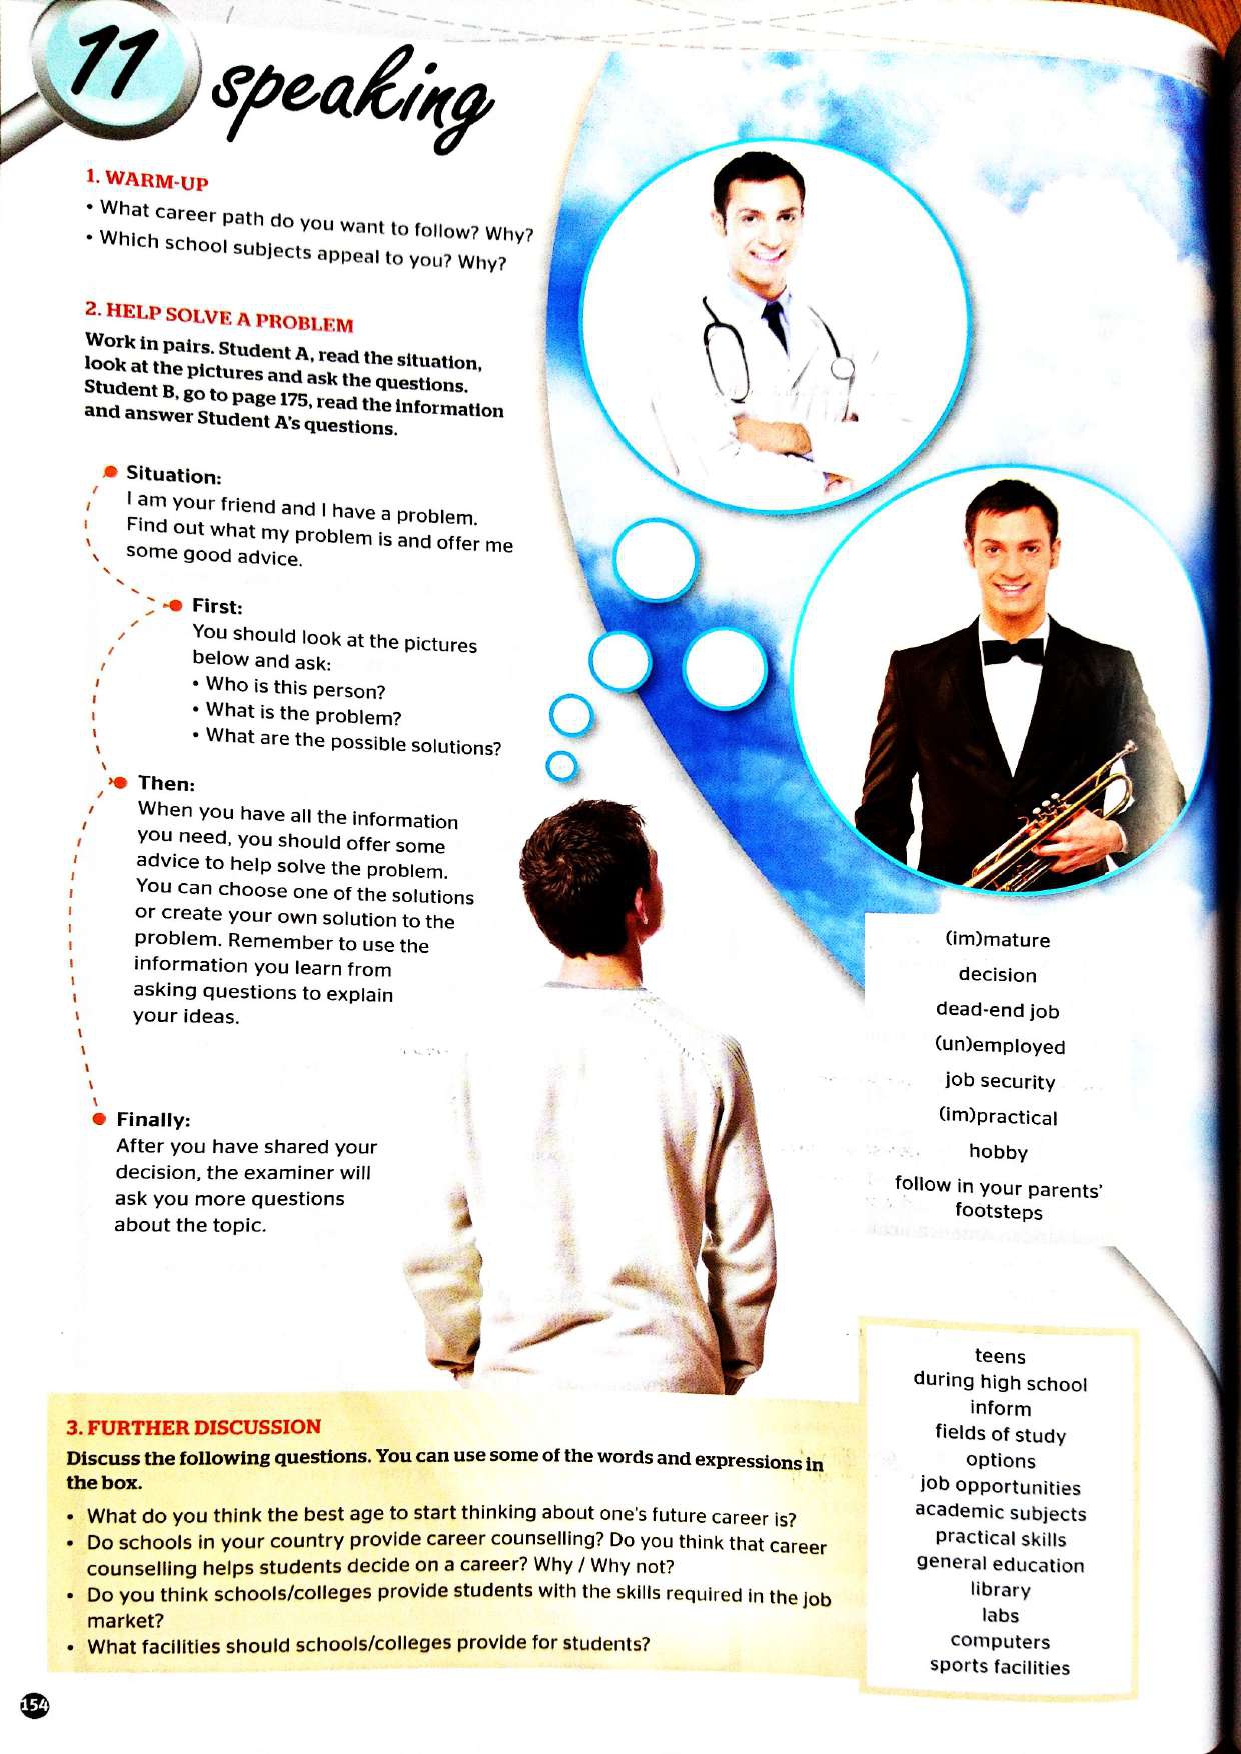 11 speaking
1. WARM-UP
• What career path do you want to follow? Why?
• Which school subjects appeal to you? Why?
2. HELP SOLVE A PROBLEM
Work in pairs. Student A, read the situation,
look at the pictures and ask the questions.
Student B, go to page 175, read the information
and answer Student A's questions.
Situation:
I am your friend and I have a problem.
Find out what my problem is and offer me
some good advice.
First:
You should look at the pictures
below and ask:
• Who is this person?
• What is the problem?
• What are the possible solutions?
Then:
When you have all the information
you need, you should offer some
advice to help solve the problem.
You can choose one of the solutions
or create your own solution to the
problem. Remember to use the
information you learn from
asking questions to explain
your ideas.
Finally:
After you have shared your
decision, the examiner will
ask you more questions
about the topic.
(im)mature
decision
dead-end job
(un)employed
job security
(im)practical
hobby
follow in your parents'
footsteps
3. FURTHER DISCUSSION
Discuss the following questions. You can use some of the words and expressions in
the box.
• What do you think the best age to start thinking about one's future career is?
• Do schools in your country provide career counselling? Do you think that career
counselling helps students decide on a career? Why / Why not?
• Do you think schools/colleges provide students with the skills required in the job
market?
• What facilities should schools/colleges provide for students?
teens
during high school
inform
fields of study
options
job opportunities
academic subjects
practical skills
general education
library
labs
computers
sports facilities
154